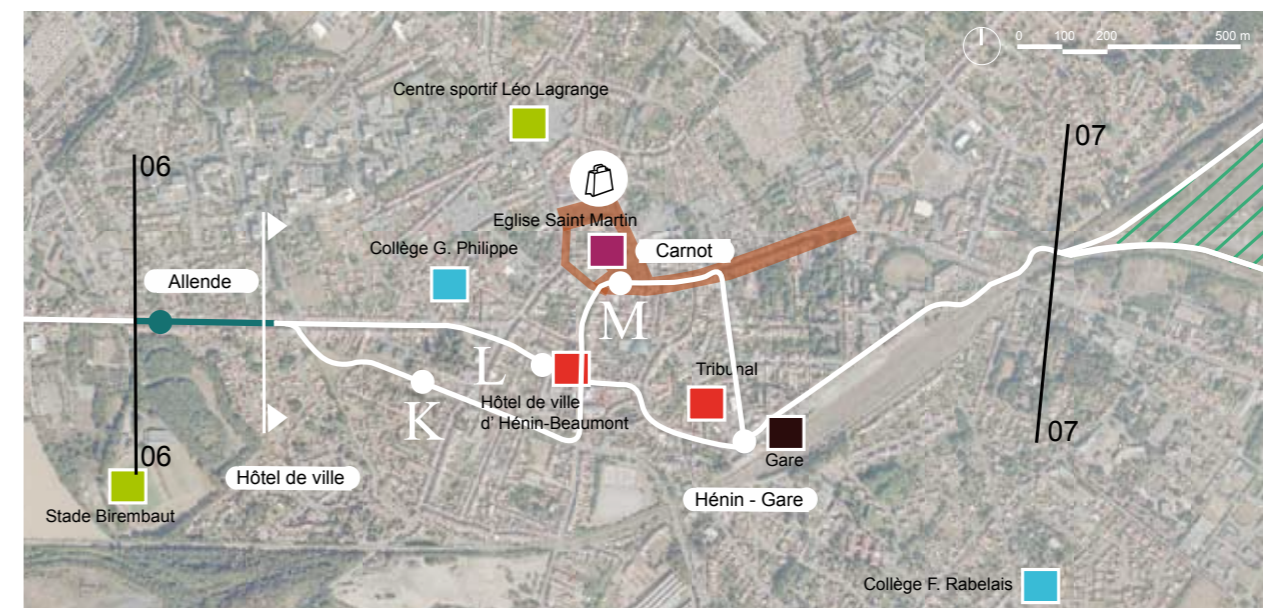 0 100 200 500 m
Centre sportif Léo Lagrange
07
06
Eglise Saint Martin
Carnot
Collège G. Philippe
Allende
M
L
Tribunal
K
Hôtel de ville
d' Hénin-Beaumont
07
06
Gare
Hôtel de ville
Hénin - Gare
Stade Birembaut
Collège F. Rabelais